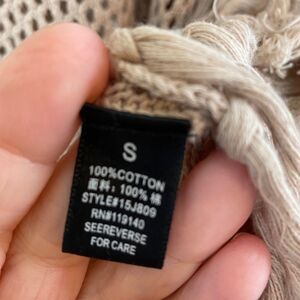 S
100%COTTON
面料: 100% 棉
STYLE#15J809
RN#119140
SEEREVERSE
FOR CARE